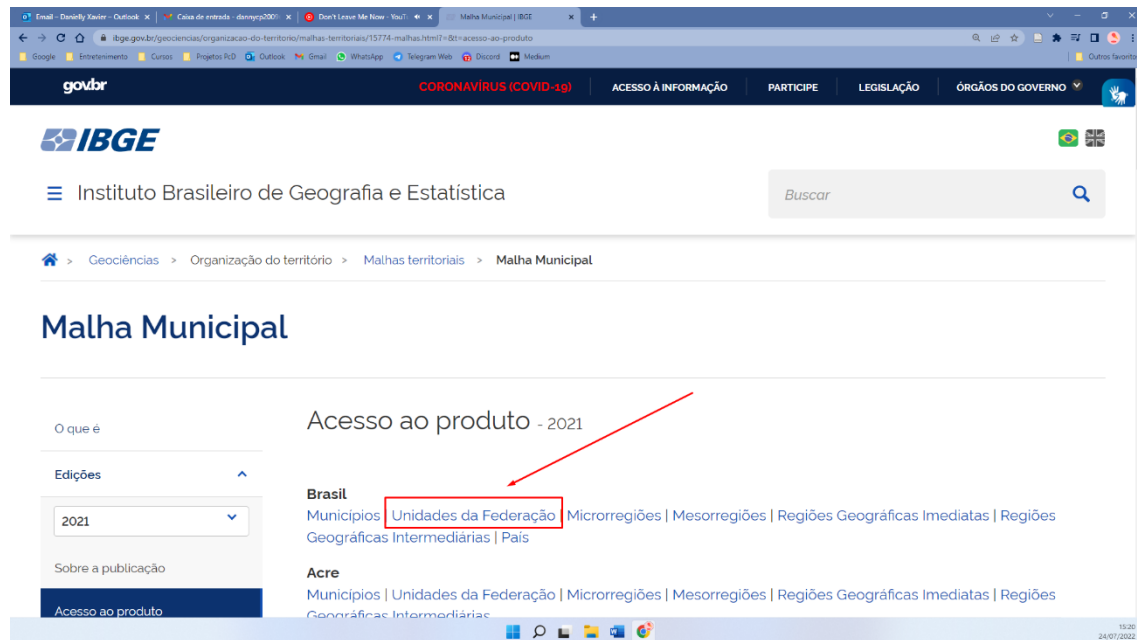 Email – Danielly Xavier – Outlook
Caixa de entrada - dannycp2009
Don't Leave Me Now - YouTu
Malha Municipal | IBGE
ibge.gov.br/geociencias/organizacao-do-territorio/malhas-territoriais/15774-malhas.html?=&t=acesso-ao-produto
Google Entretenimento Cursos Projetos PcD Outlook Gmail WhatsApp Telegram Web Discord Medium Outros favorito
gov.br CORONAVÍRUS (COVID-19) ACESSO À INFORMAÇÃO PARTICIPE LEGISLAÇÃO ÓRGÃOS DO GOVERNO
IBGE
Instituto Brasileiro de Geografia e Estatística Buscar
> Geociências > Organização do território > Malhas territoriais > Malha Municipal
Malha Municipal
O que é
Edições
2021
Sobre a publicação
Acesso ao produto
Acesso ao produto - 2021
Brasil
Municípios | Unidades da Federação | Microrregiões | Mesorregiões | Regiões Geográficas Imediatas | Regiões
Geográficas Intermediárias | País
Acre
Municípios | Unidades da Federação | Microrregiões | Mesorregiões | Regiões Geográficas Imediatas | Regiões
Geográficas Intermediárias
15:20
24/07/2022